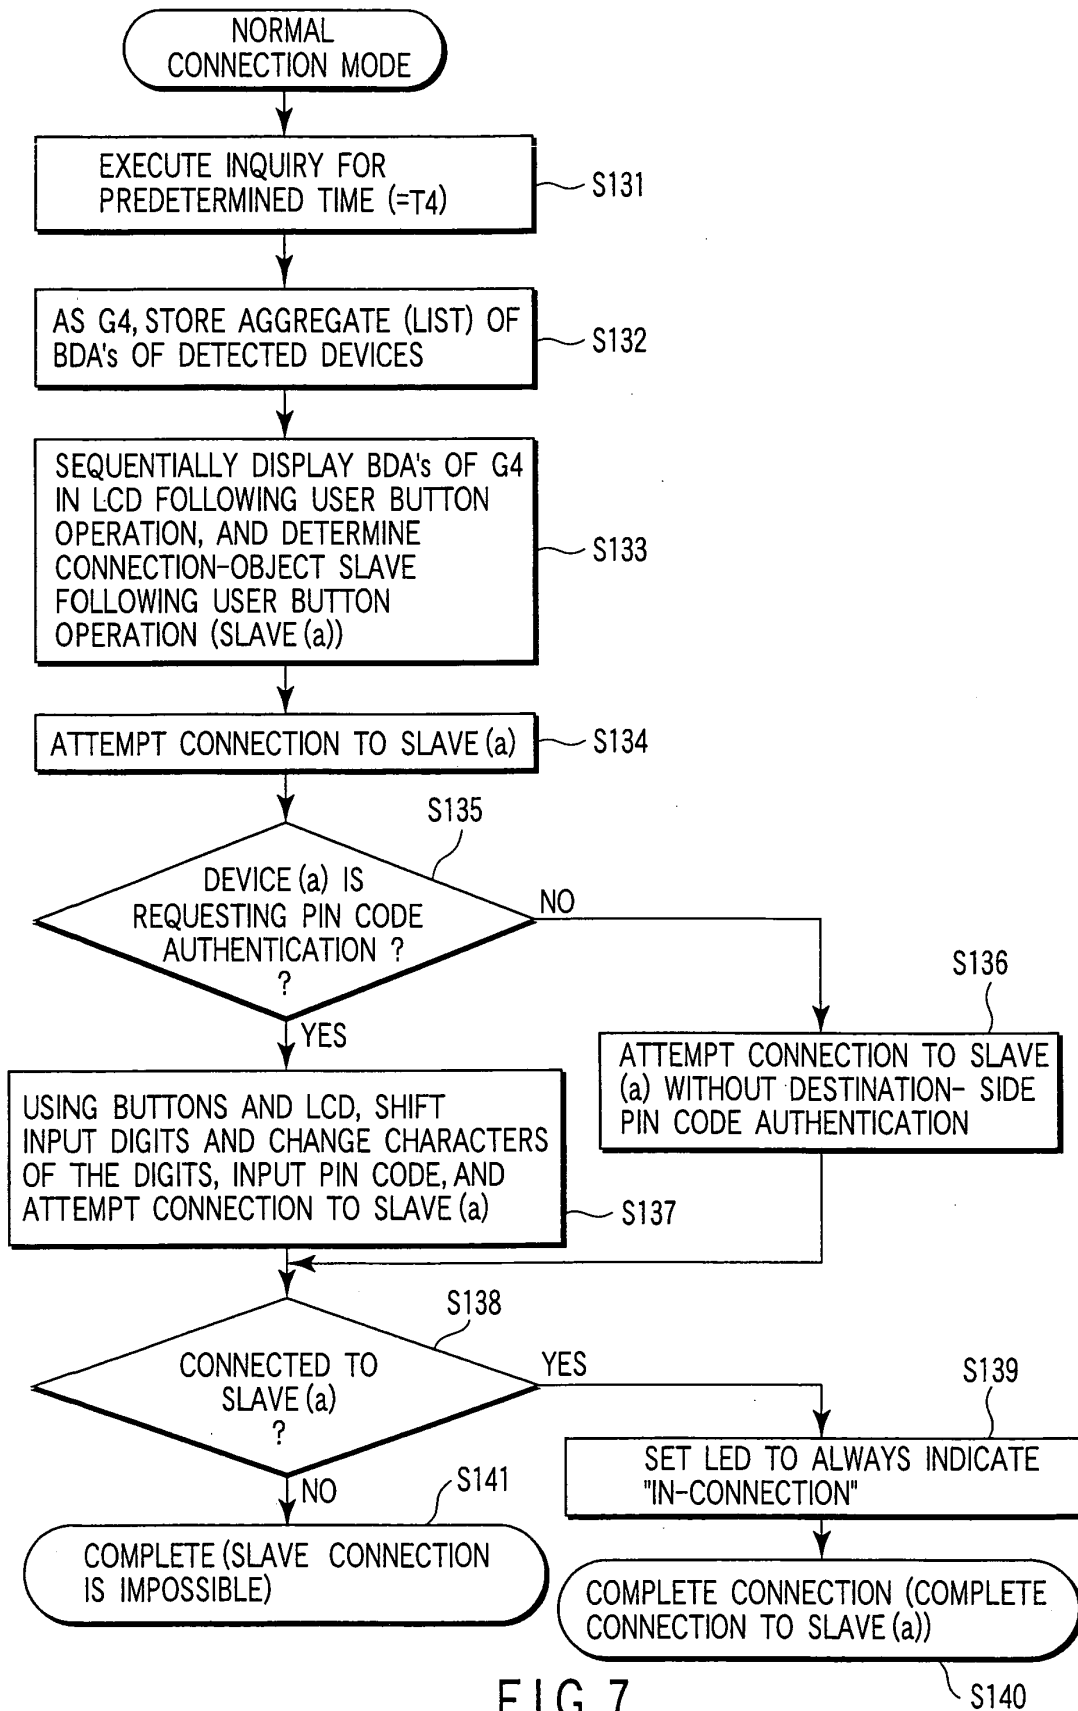 NORMAL
CONNECTION MODE
EXECUTE INQUIRY FOR
PREDETERMINED TIME (=T4)
S131
AS G4, STORE AGGREGATE (LIST) OF
BDA's OF DETECTED DEVICES
S132
SEQUENTIALLY DISPLAY BDA's OF G4
IN LCD FOLLOWING USER BUTTON
OPERATION, AND DETERMINE
CONNECTION-OBJECT SLAVE
FOLLOWING USER BUTTON
OPERATION (SLAVE (a))
S133
ATTEMPT CONNECTION TO SLAVE (a)
S134
S135
DEVICE (a) IS
REQUESTING PIN CODE
AUTHENTICATION ?
?
NO
YES
S136
ATTEMPT CONNECTION TO SLAVE
(a) WITHOUT DESTINATION- SIDE
PIN CODE AUTHENTICATION
USING BUTTONS AND LCD, SHIFT
INPUT DIGITS AND CHANGE CHARACTERS
OF THE DIGITS, INPUT PIN CODE, AND
ATTEMPT CONNECTION TO SLAVE (a)
S137
S138
CONNECTED TO
SLAVE (a)
?
YES
NO
S139
SET LED TO ALWAYS INDICATE
"IN-CONNECTION"
S141
COMPLETE (SLAVE CONNECTION
IS IMPOSSIBLE)
COMPLETE CONNECTION (COMPLETE
CONNECTION TO SLAVE (a))
S140
FIG. 7